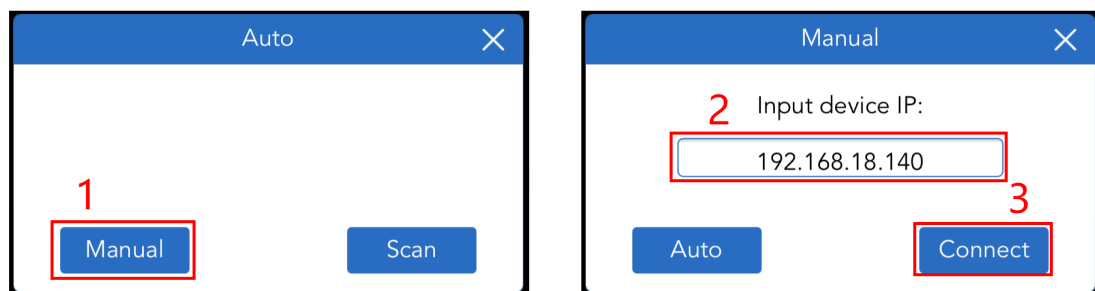 Auto
1
Manual
Scan
Manual
2
Input device IP:
192.168.18.140
3
Auto
Connect